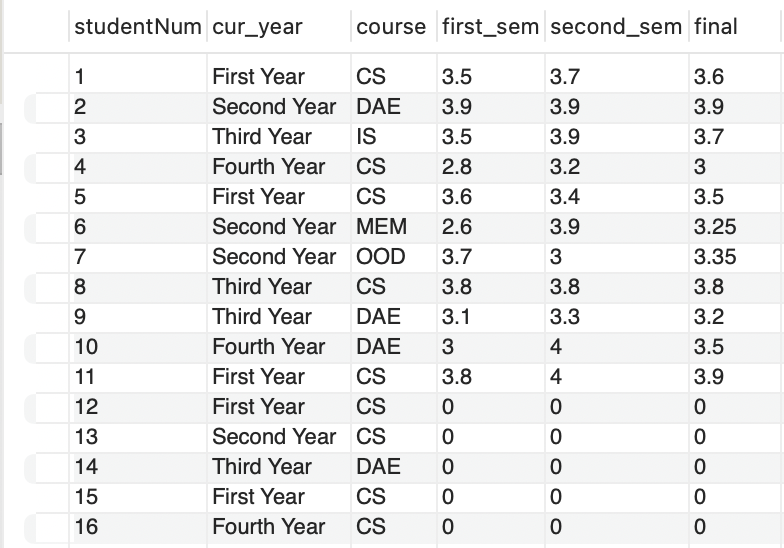 studentNum cur_year course first_sem second_sem final
1 First Year CS 3.5 3.7 3.6
2 Second Year DAE 3.9 3.9 3.9
3 Third Year IS 3.5 3.9 3.7
4 Fourth Year CS 2.8 3.2 3
5 First Year CS 3.6 3.4 3.5
6 Second Year MEM 2.6 3.9 3.25
7 Second Year OOD 3.7 3 3.35
8 Third Year CS 3.8 3.8 3.8
9 Third Year DAE 3.1 3.3 3.2
10 Fourth Year DAE 3 4 3.5
11 First Year CS 3.8 4 3.9
12 First Year CS 0 0 0
13 Second Year CS 0 0 0
14 Third Year DAE 0 0 0
15 First Year CS 0 0 0
16 Fourth Year CS 0 0 0